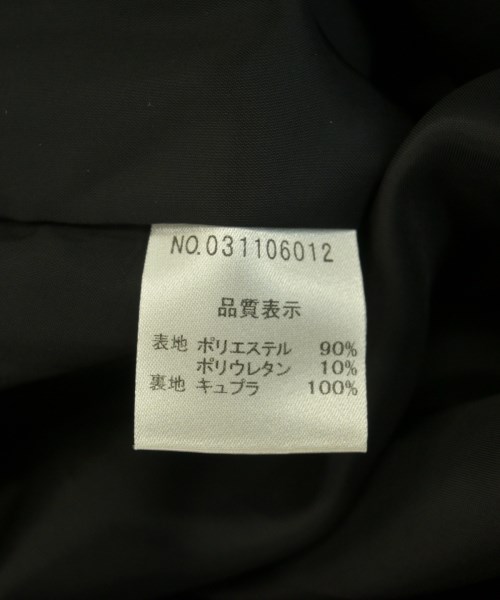 NO.031106012
品質表示
表地 ポリエステル 90%
ポリウレタン 10%
裏地 キュプラ 100%